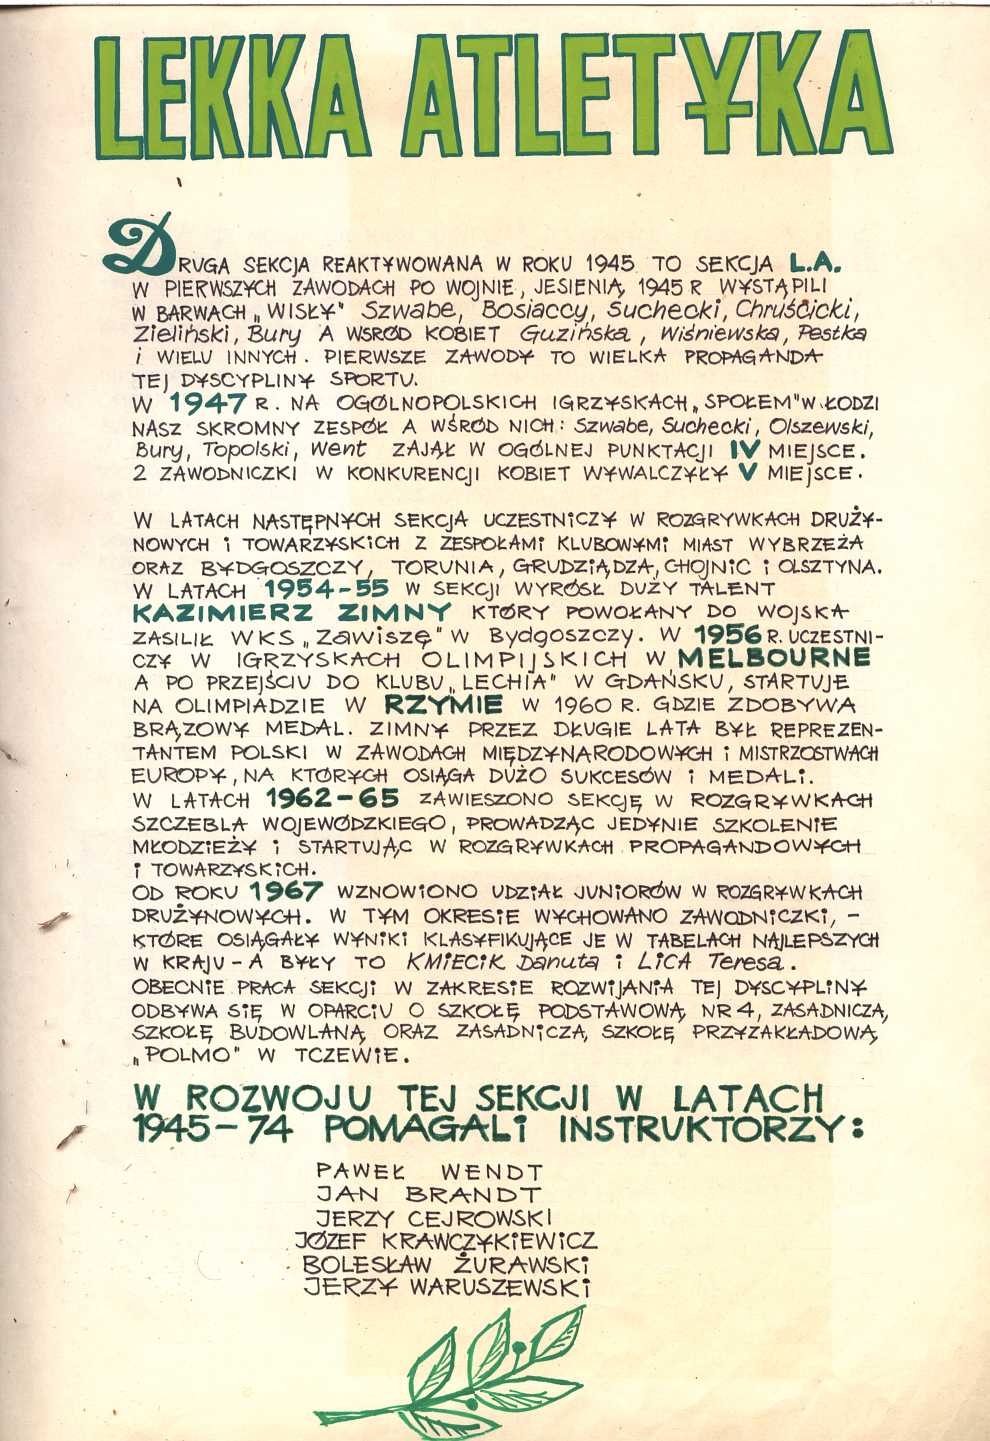 LEKKA ATLETYKA
DRUGA SEKCJA REAKTYWOWANA W ROKU 1945 TO SEKCJA L.A.
W PIERWSZYCH ZAWODACH PO WOJNIE, JESIENIĄ 1945 R WYSTĄPILI
W BARWACH „WISŁY" Szwabe, Bosiaccy, Suchecki, Chruścicki,
Zieliński, Bury A WŚRÓD KOBIET Guzińska, Wiśniewska, Pestka
i WIELU INNYCH. PIERWSZE ZAWODY TO WIELKA PROPAGANDA
TEJ DYSCYPLINY SPORTU.
W 1947 R. NA OGÓLNOPOLSKICH IGRZYSKACH „SPOŁEM" W ŁODZI
NASZ SKROMNY ZESPÓŁ A WŚRÓD NICH: Szwabe, Suchecki, Olszewski,
Bury, Topolski, Went ZAJĄŁ W OGÓLNEJ PUNKTACJI IV MIEJSCE.
2 ZAWODNICZKI W KONKURENCJI KOBIET WYWALCZYŁY V MIEJSCE.
W LATACH NASTĘPNYCH SEKCJA UCZESTNICZY W ROZGRYWKACH DRUŻY-
NOWYCH i TOWARZYSKICH Z ZESPOŁAMI KLUBOWYMI MIAST WYBRZEŻA
ORAZ BYDGOSZCZY, TORUNIA, GRUDZIĄDZA, CHOJNIC i OLSZTYNA.
W LATACH 1954-55 W SEKCJI WYRÓSŁ DUŻY TALENT
KAZIMIERZ ZIMNY KTÓRY POWOŁANY DO WOJSKA
ZASILIŁ WKS „Zawiszę" W Bydgoszczy. W 1956 R. UCZESTNI-
CZY W IGRZYSKACH OLIMPIJSKICH W MELBOURNE
A PO PRZEJŚCIU DO KLUBU „LECHIA" W GDAŃSKU, STARTUJE
NA OLIMPIADZIE W RZYMIE W 1960 R. GDZIE ZDOBYWA
BRĄZOWY MEDAL. ZIMNY PRZEZ DŁUGIE LATA BYŁ REPREZEN-
TANTEM POLSKI W ZAWODACH MIĘDZYNARODOWYCH i MISTRZOSTWACH
EUROPY, NA KTÓRYCH OSIĄGA DUŻO SUKCESÓW i MEDALI.
W LATACH 1962-65 ZAWIESZONO SEKCJĘ W ROZGRYWKACH
SZCZEBLA WOJEWÓDZKIEGO, PROWADZĄC JEDYNIE SZKOLENIE
MŁODZIEŻY i STARTUJĄC W ROZGRYWKACH PROPAGANDOWYCH
i TOWARZYSKICH.
OD ROKU 1967 WZNOWIONO UDZIAŁ JUNIORÓW W ROZGRYWKACH
DRUŻYNOWYCH. W TYM OKRESIE WYCHOWANO ZAWODNICZKI, -
KTÓRE OSIĄGAŁY WYNIKI KLASYFIKUJĄCE JE W TABELACH NAJLEPSZYCH
W KRAJU - A BYŁY TO KMIECIK Danuta i LICA Teresa.
OBECNIE PRACA SEKCJI W ZAKRESIE ROZWIJANIA TEJ DYSCYPLINY
ODBYWA SIĘ W OPARCIU O SZKOŁĘ PODSTAWOWĄ NR 4, ZASADNICZĄ,
SZKOŁĘ BUDOWLANĄ ORAZ ZASADNICZĄ, SZKOŁĘ PRZYZAKŁADOWĄ
„POLMO" W TCZEWIE.
W ROZWOJU TEJ SEKCJI W LATACH
1945-74 POMAGALI INSTRUKTORZY:
PAWEŁ WENDT
JAN BRANDT
JERZY CEJROWSKI
JÓZEF KRAWCZYKIEWICZ
BOLESŁAW ŻURAWSKI
JERZY WARUSZEWSKI